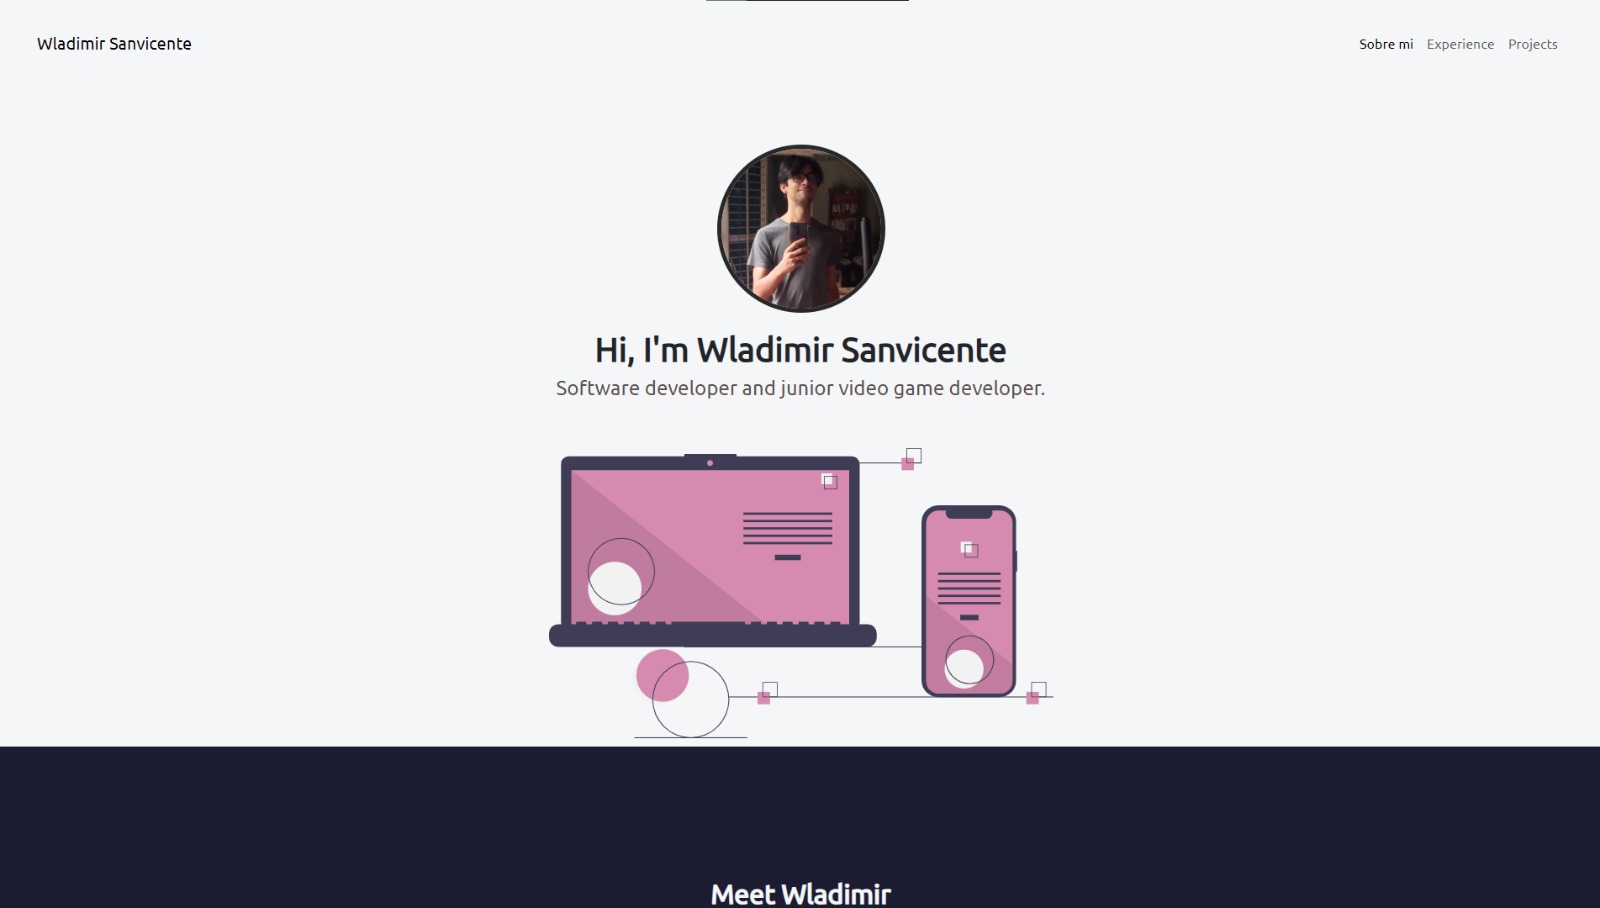 Wladimir Sanvicente
Sobre mi Experience Projects
Hi, I'm Wladimir Sanvicente
Software developer and junior video game developer.
Meet Wladimir